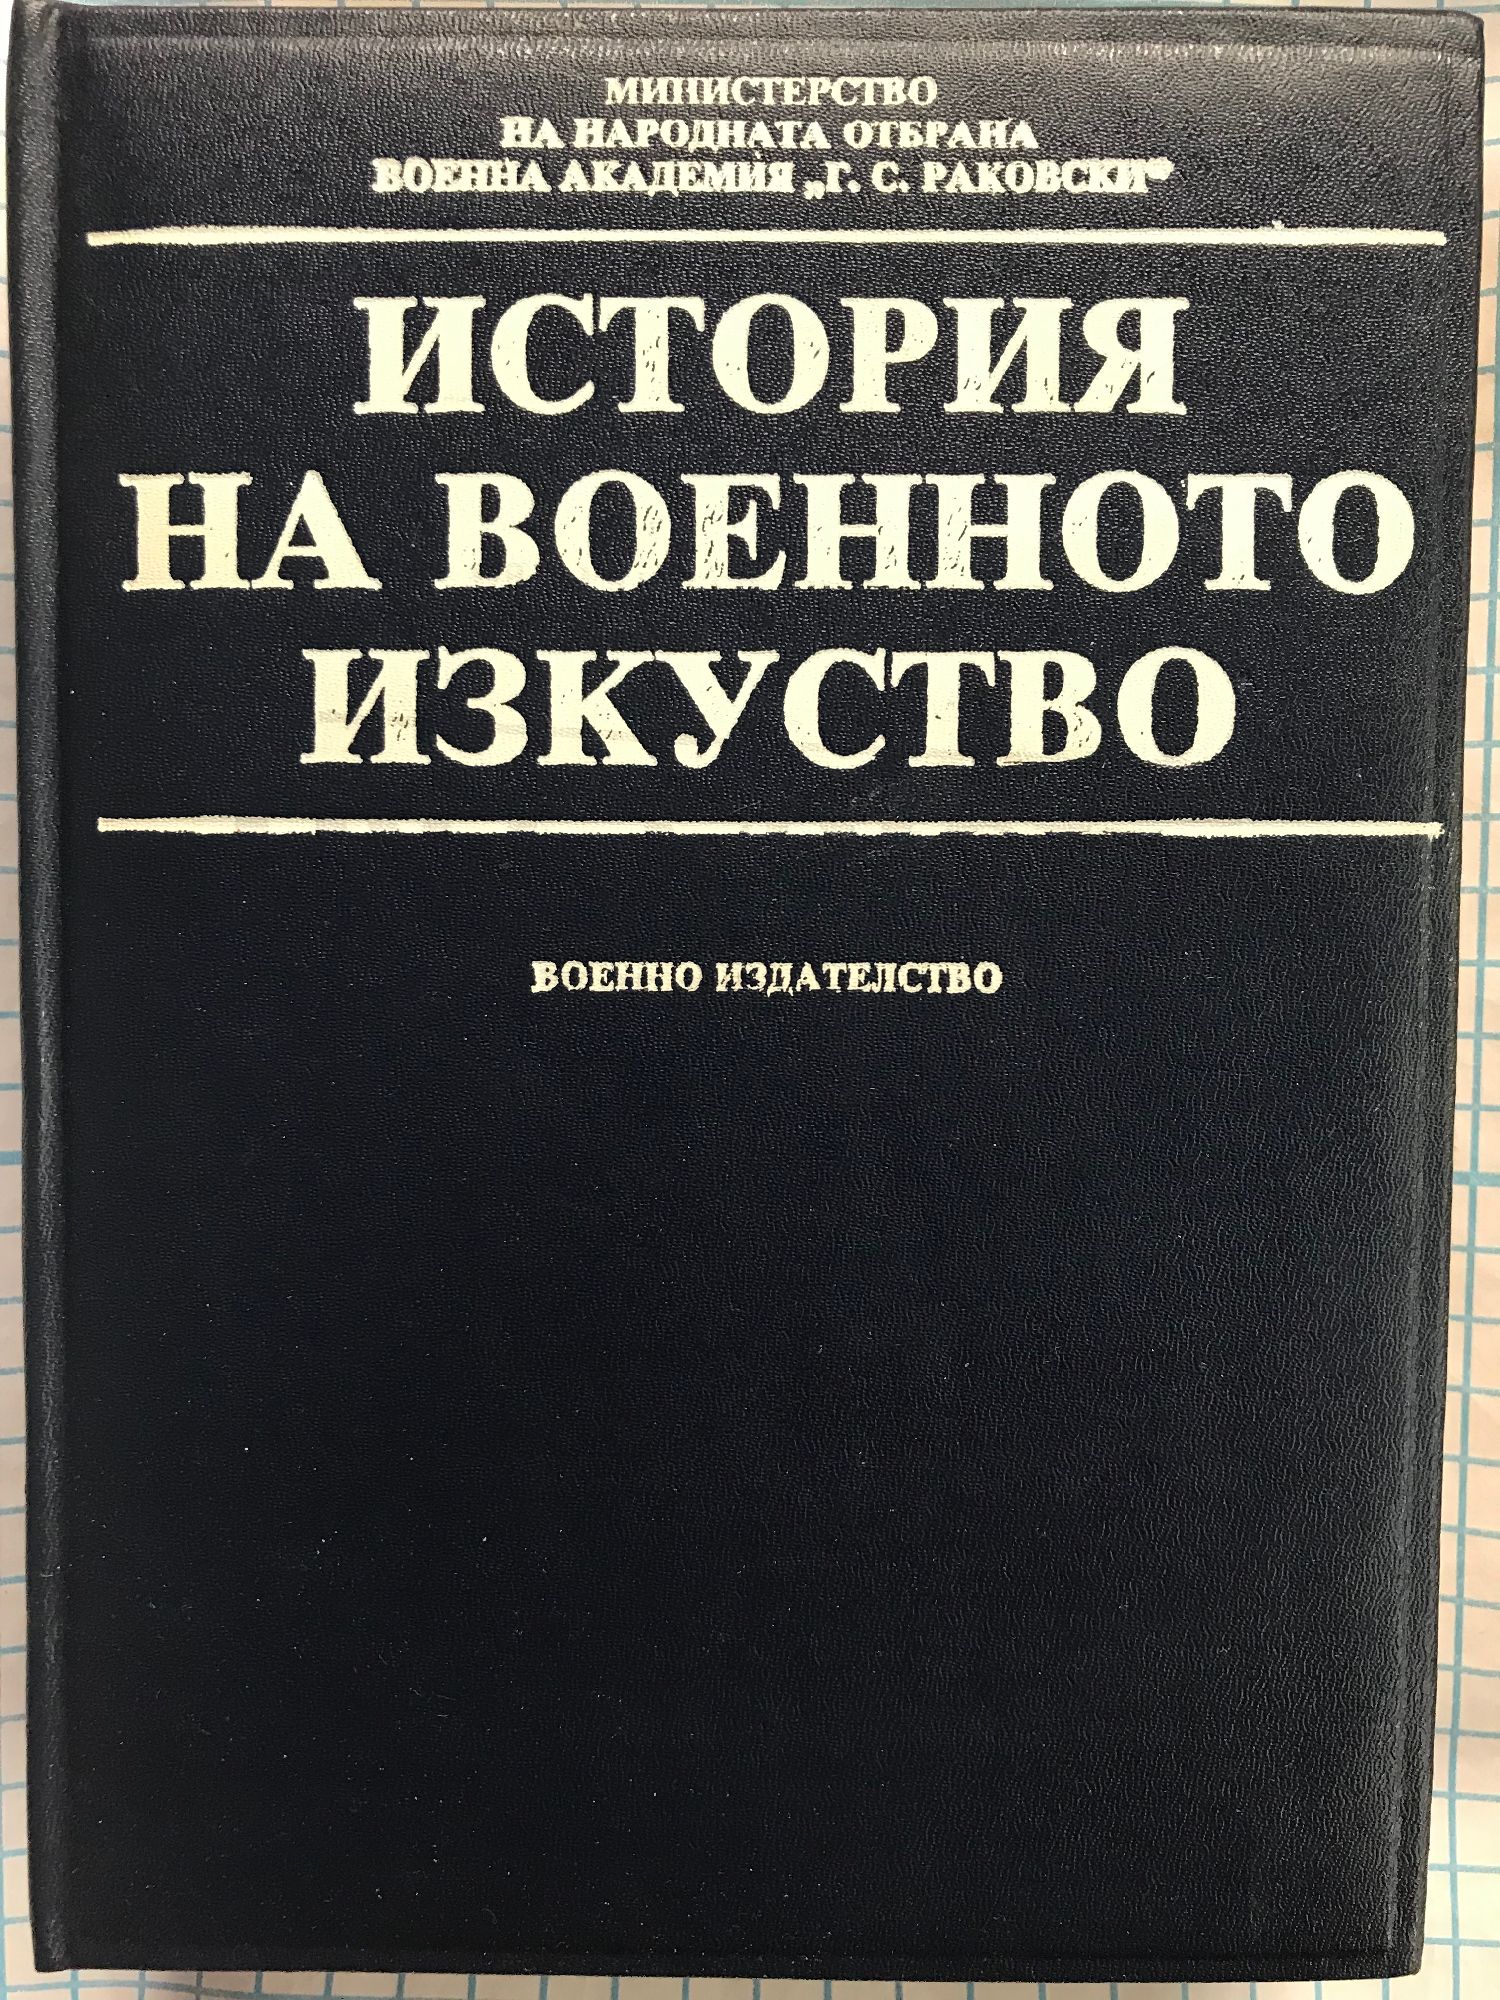 МИНИСТЕРСТВО
НА НАРОДНАТА ОТБРАНА
ВОЕННА АКАДЕМИЯ „Г. С. РАКОВСКИ“
ИСТОРИЯ
НА ВОЕННОТО
ИЗКУСТВО
ВОЕННО ИЗДАТЕЛСТВО